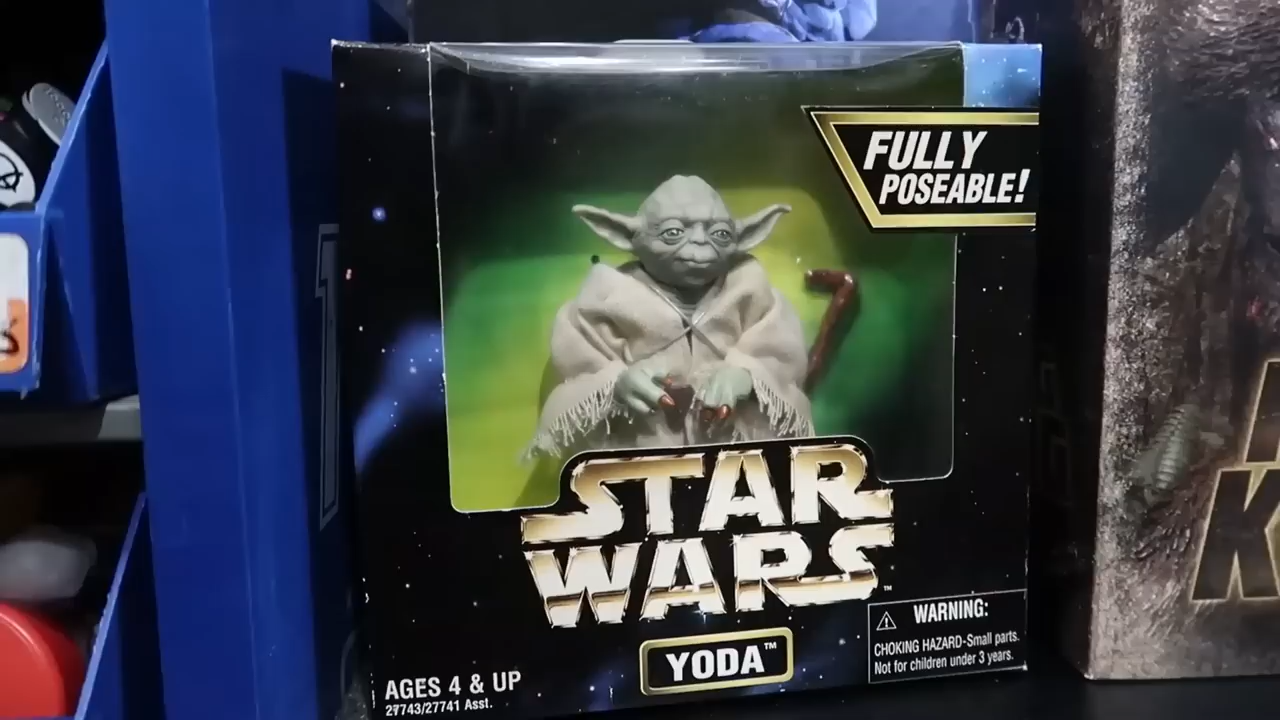 FULLY
POSEABLE!
STAR
WARS™
YODA™
WARNING:
CHOKING HAZARD-Small parts.
Not for children under 3 years.
AGES 4 & UP
27743/27741 Asst.